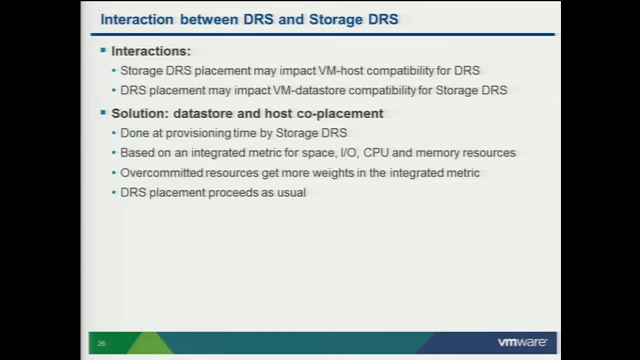 Interaction between DRS and Storage DRS
Interactions:
Storage DRS placement may impact VM-host compatibility for DRS
DRS placement may impact VM-datastore compatibility for Storage DRS
Solution: datastore and host co-placement
Done at provisioning time by Storage DRS
Based on an integrated metric for space, I/O, CPU and memory resources
Overcommitted resources get more weights in the integrated metric
DRS placement proceeds as usual
26
vmware